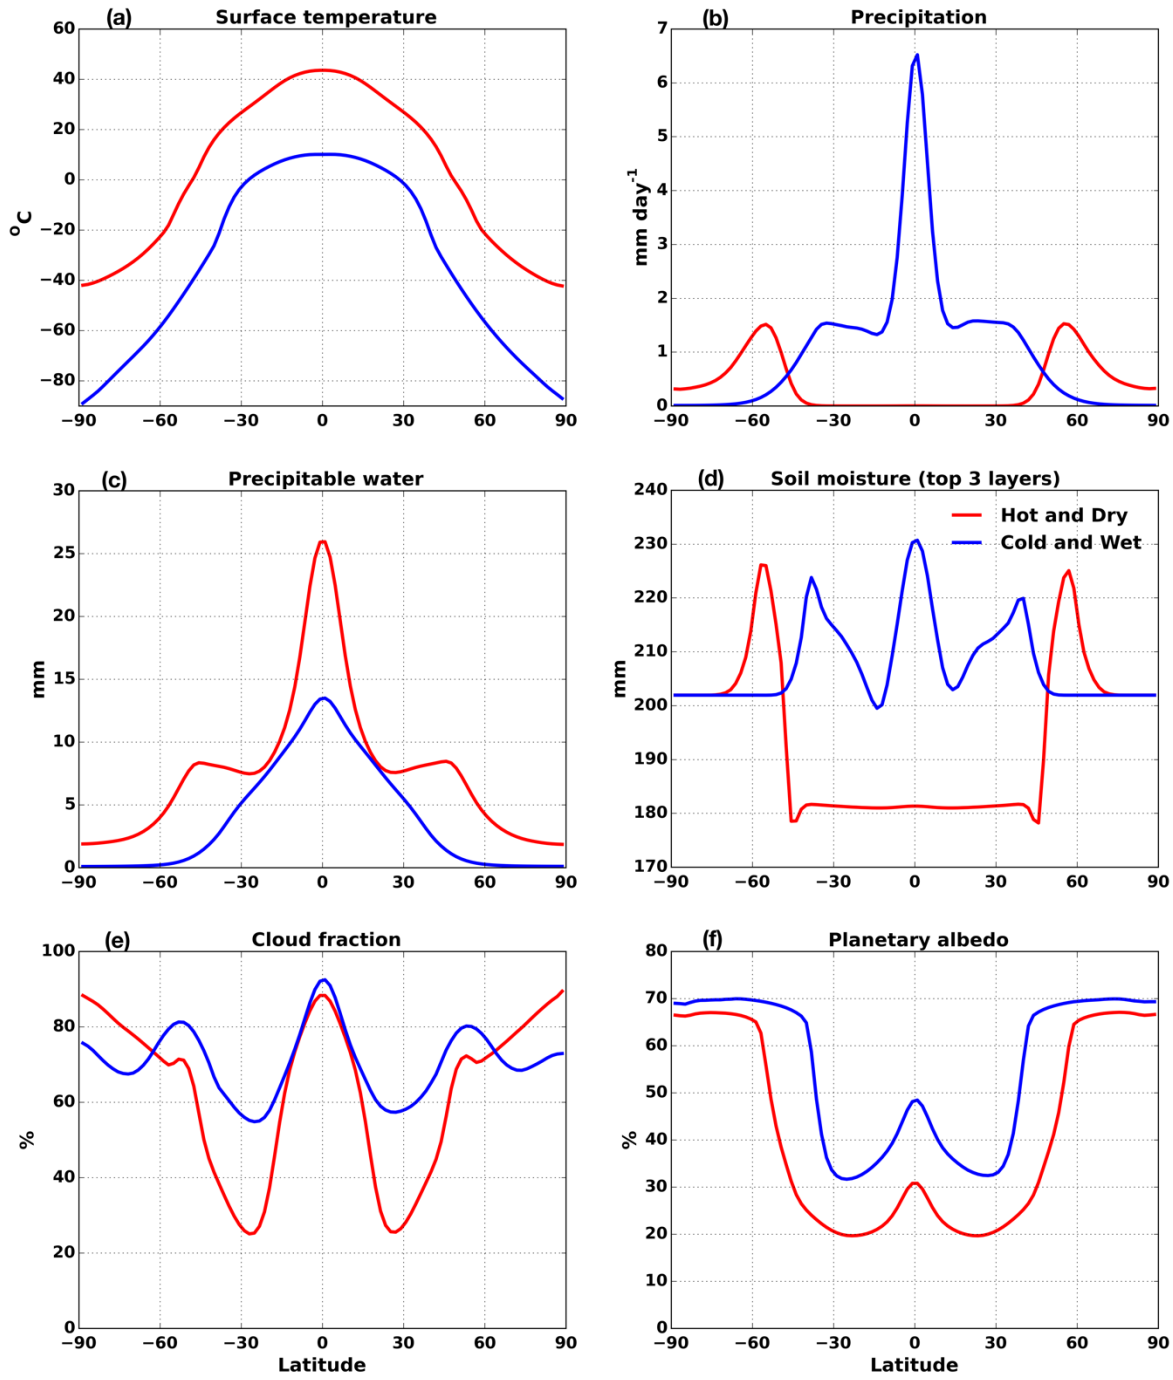 (a) Surface temperature
60
40
20
0
−20
−40
−60
−80
°C
−90 −60 −30 0 30 60 90
(b) Precipitation
7
6
5
4
3
2
1
0
mm day⁻¹
−90 −60 −30 0 30 60 90
(c) Precipitable water
30
25
20
15
10
5
0
mm
−90 −60 −30 0 30 60 90
(d) Soil moisture (top 3 layers)
240
230
220
210
200
190
180
170
mm
Hot and Dry
Cold and Wet
−90 −60 −30 0 30 60 90
(e) Cloud fraction
100
80
60
40
20
0
%
−90 −60 −30 0 30 60 90
Latitude
(f) Planetary albedo
80
70
60
50
40
30
20
10
0
%
−90 −60 −30 0 30 60 90
Latitude